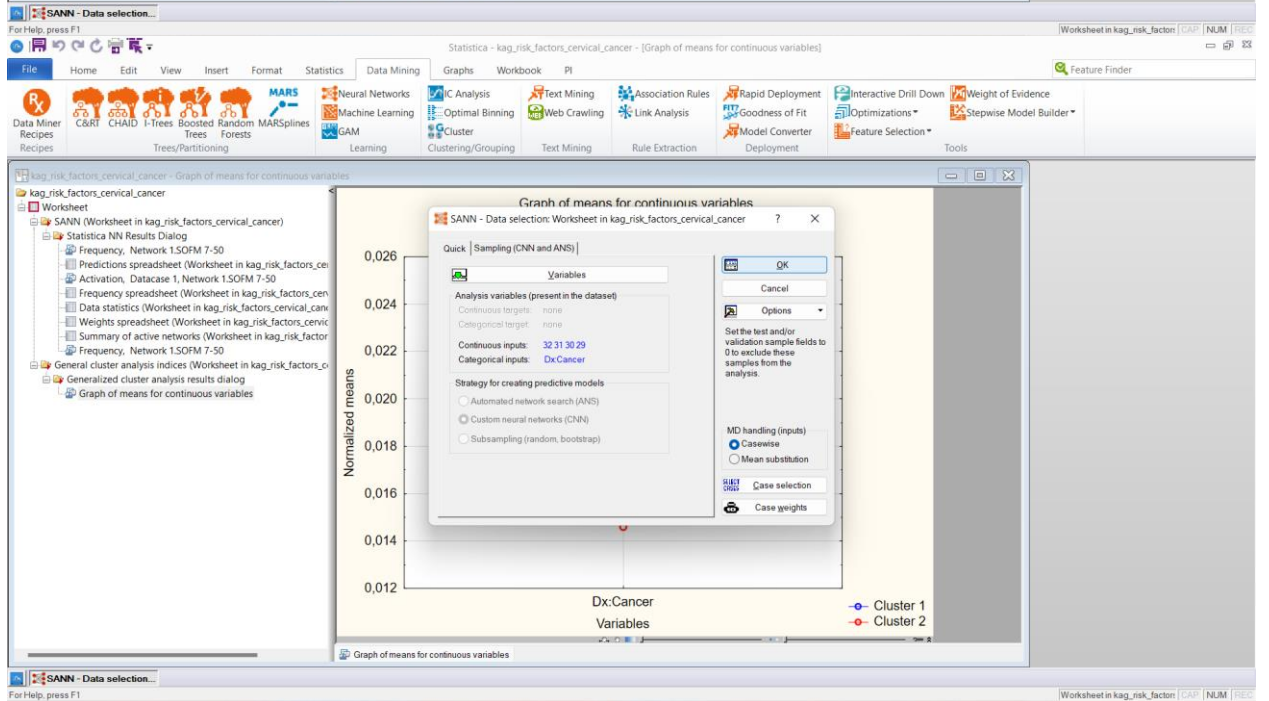 SANN - Data selection...
For Help, press F1
Worksheet in kag_risk_factors CAP NUM REC
Statistica - kag_risk_factors_cervical_cancer - [Graph of means for continuous variables]
File Home Edit View Insert Format Statistics Data Mining Graphs Workbook PI Feature Finder
Data Miner Recipes
C&RT CHAID I-Trees Boosted Trees Random Forests MARSplines
MARS
Neural Networks
Machine Learning
GAM
IC Analysis
Optimal Binning
Cluster
Text Mining
Web Crawling
Association Rules
Link Analysis
Rapid Deployment
Goodness of Fit
Model Converter
Interactive Drill Down
Optimizations
Feature Selection
Weight of Evidence
Stepwise Model Builder
Recipes Trees/Partitioning Learning Clustering/Grouping Text Mining Rule Extraction Deployment Tools
kag_risk_factors_cervical_cancer - Graph of means for continuous variables
kag_risk_factors_cervical_cancer
Worksheet
SANN (Worksheet in kag_risk_factors_cervical_cancer)
Statistica NN Results Dialog
Frequency, Network 1.SOFM 7-50
Predictions spreadsheet (Worksheet in kag_risk_factors_cer
Activation, Datacase 1, Network 1.SOFM 7-50
Frequency spreadsheet (Worksheet in kag_risk_factors_cerv
Data statistics (Worksheet in kag_risk_factors_cervical_canc
Weights spreadsheet (Worksheet in kag_risk_factors_cervic
Summary of active networks (Worksheet in kag_risk_factor
Frequency, Network 1.SOFM 7-50
General cluster analysis indices (Worksheet in kag_risk_factors_c
Generalized cluster analysis results dialog
Graph of means for continuous variables
Graph of means for continuous variables
0,026
0,024
0,022
0,020
0,018
0,016
0,014
0,012
Normalized means
Dx:Cancer
Variables
Cluster 1
Cluster 2
SANN - Data selection: Worksheet in kag_risk_factors_cervical_cancer ? X
Quick Sampling (CNN and ANS)
Variables
Analysis variables (present in the dataset)
Continuous targets: none
Categorical target: none
Continuous inputs: 32 31 30 29
Categorical inputs: Dx:Cancer
Strategy for creating predictive models
Automated network search (ANS)
Custom neural networks (CNN)
Subsampling (random, bootstrap)
OK
Cancel
Options
Set the test and/or
validation sample fields to
0 to exclude these
samples from the
analysis.
MD handling (inputs)
Casewise
Mean substitution
SELECT CASES Case selection
Case weights
Graph of means for continuous variables
SANN - Data selection...
For Help, press F1
Worksheet in kag_risk_factors CAP NUM REC